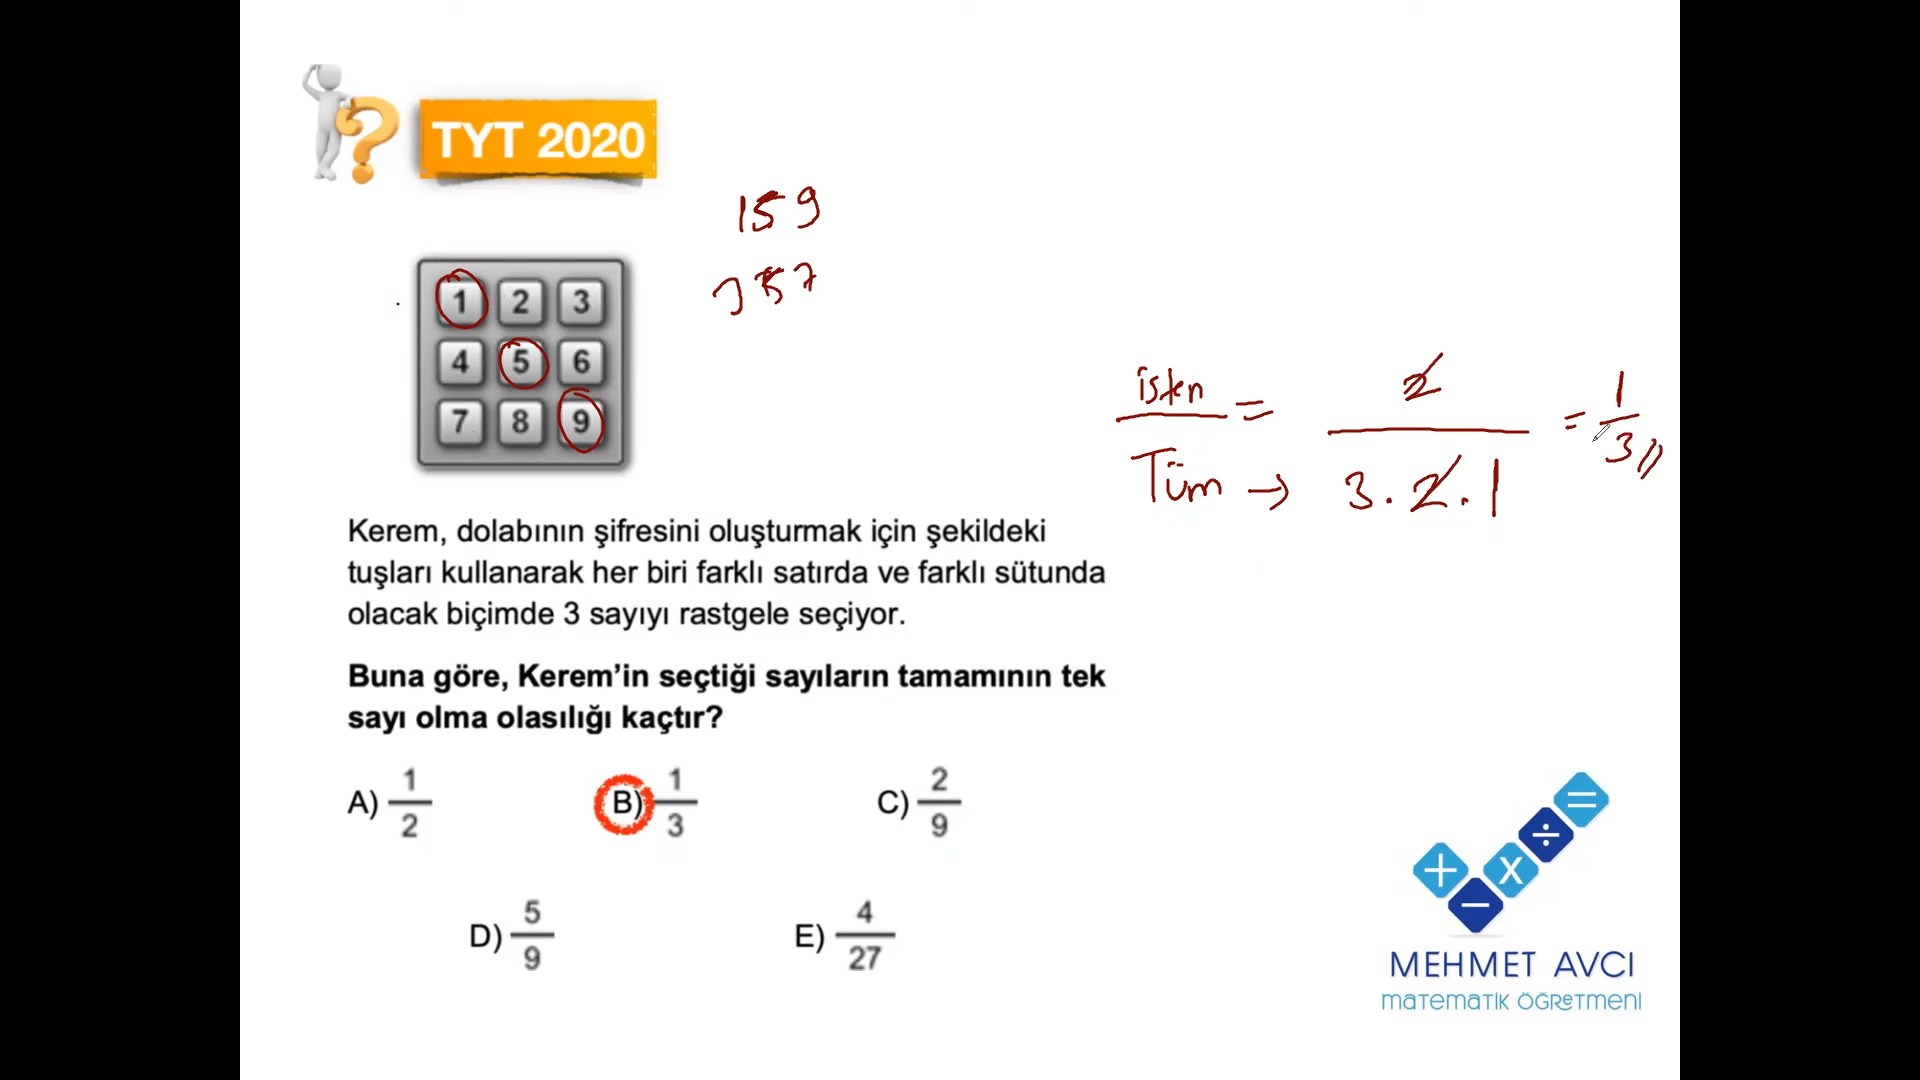 TYT 2020
159
357
1 2 3
4 5 6
7 8 9
isten = 2 = 1
Tüm → 3 . 2 . 1 3
Kerem, dolabının şifresini oluşturmak için şekildeki
tuşları kullanarak her biri farklı satırda ve farklı sütunda
olacak biçimde 3 sayıyı rastgele seçiyor.
Buna göre, Kerem'in seçtiği sayıların tamamının tek
sayı olma olasılığı kaçtır?
A) 1/2 B) 1/3 C) 2/9
D) 5/9 E) 4/27
+ − x ÷ =
MEHMET AVCI
matematik öğretmeni